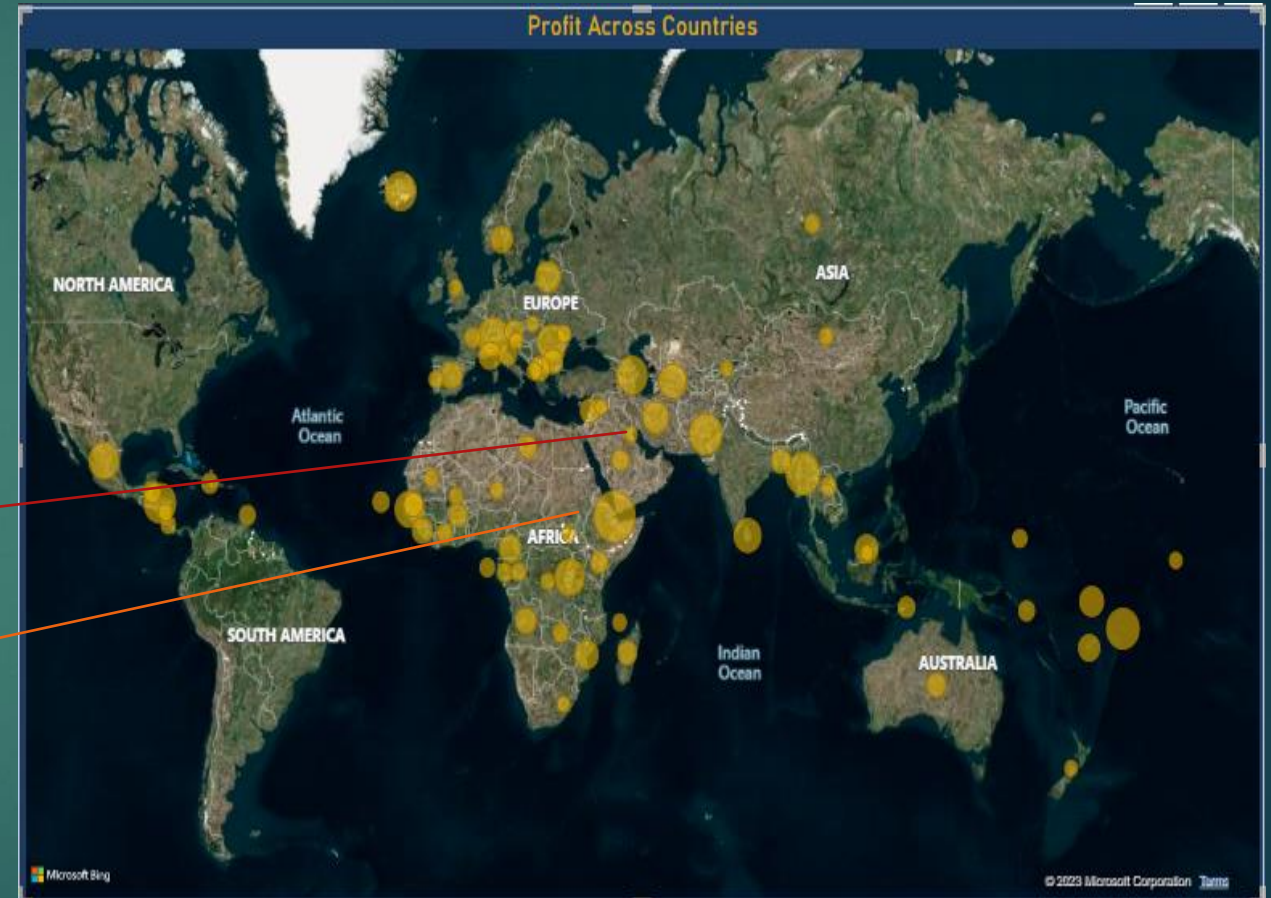 Profit Across Countries
NORTH AMERICA
EUROPE
ASIA
Atlantic
Ocean
Pacific
Ocean
AFRICA
SOUTH AMERICA
Indian
Ocean
AUSTRALIA
Microsoft Bing
© 2023 Microsoft Corporation Terms